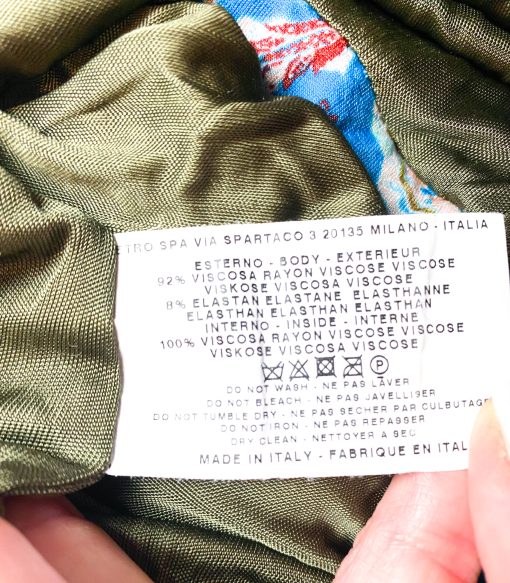 TRO SPA VIA SPARTACO 3 20135 MILANO - ITALIA
ESTERNO - BODY - EXTERIEUR
92% VISCOSA RAYON VISCOSE VISCOSE
VISKOSE VISCOSA VISCOSE
8% ELASTAN ELASTANE ELASTHANNE
ELASTHAN ELASTHAN ELASTHAN
INTERNO - INSIDE - INTERNE
100% VISCOSA RAYON VISCOSE VISCOSE
VISKOSE VISCOSA VISCOSE
P
DO NOT WASH - NE PAS LAVER
DO NOT BLEACH - NE PAS JAVELLISER
DO NOT TUMBLE DRY - NE PAS SECHER PAR CULBUTAGE
DO NOT IRON - NE PAS REPASSER
DRY CLEAN - NETTOYER A SEC
MADE IN ITALY - FABRIQUE EN ITAL